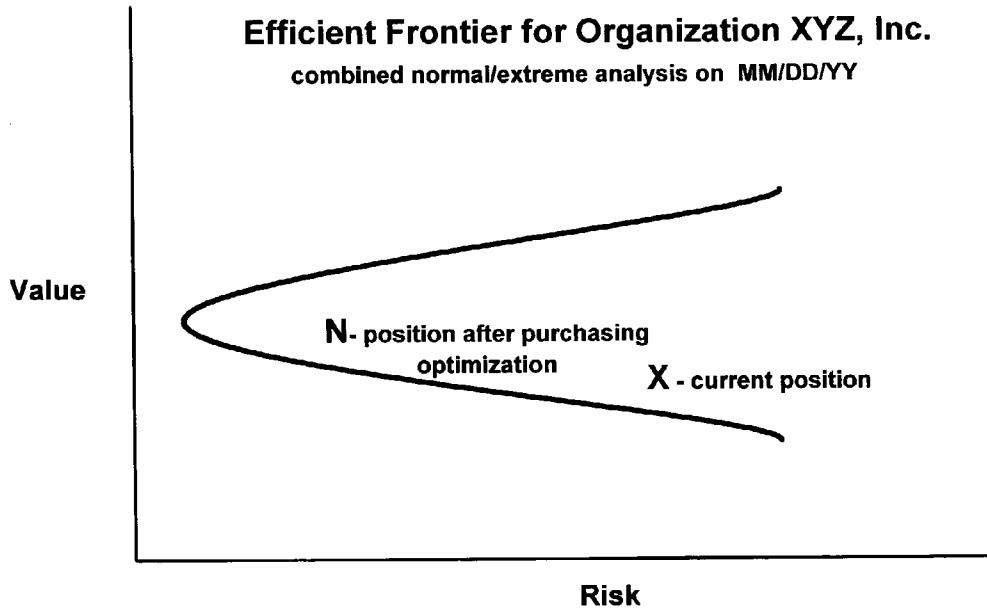 Efficient Frontier for Organization XYZ, Inc.
combined normal/extreme analysis on MM/DD/YY
Value
N- position after purchasing
optimization
X - current position
Risk